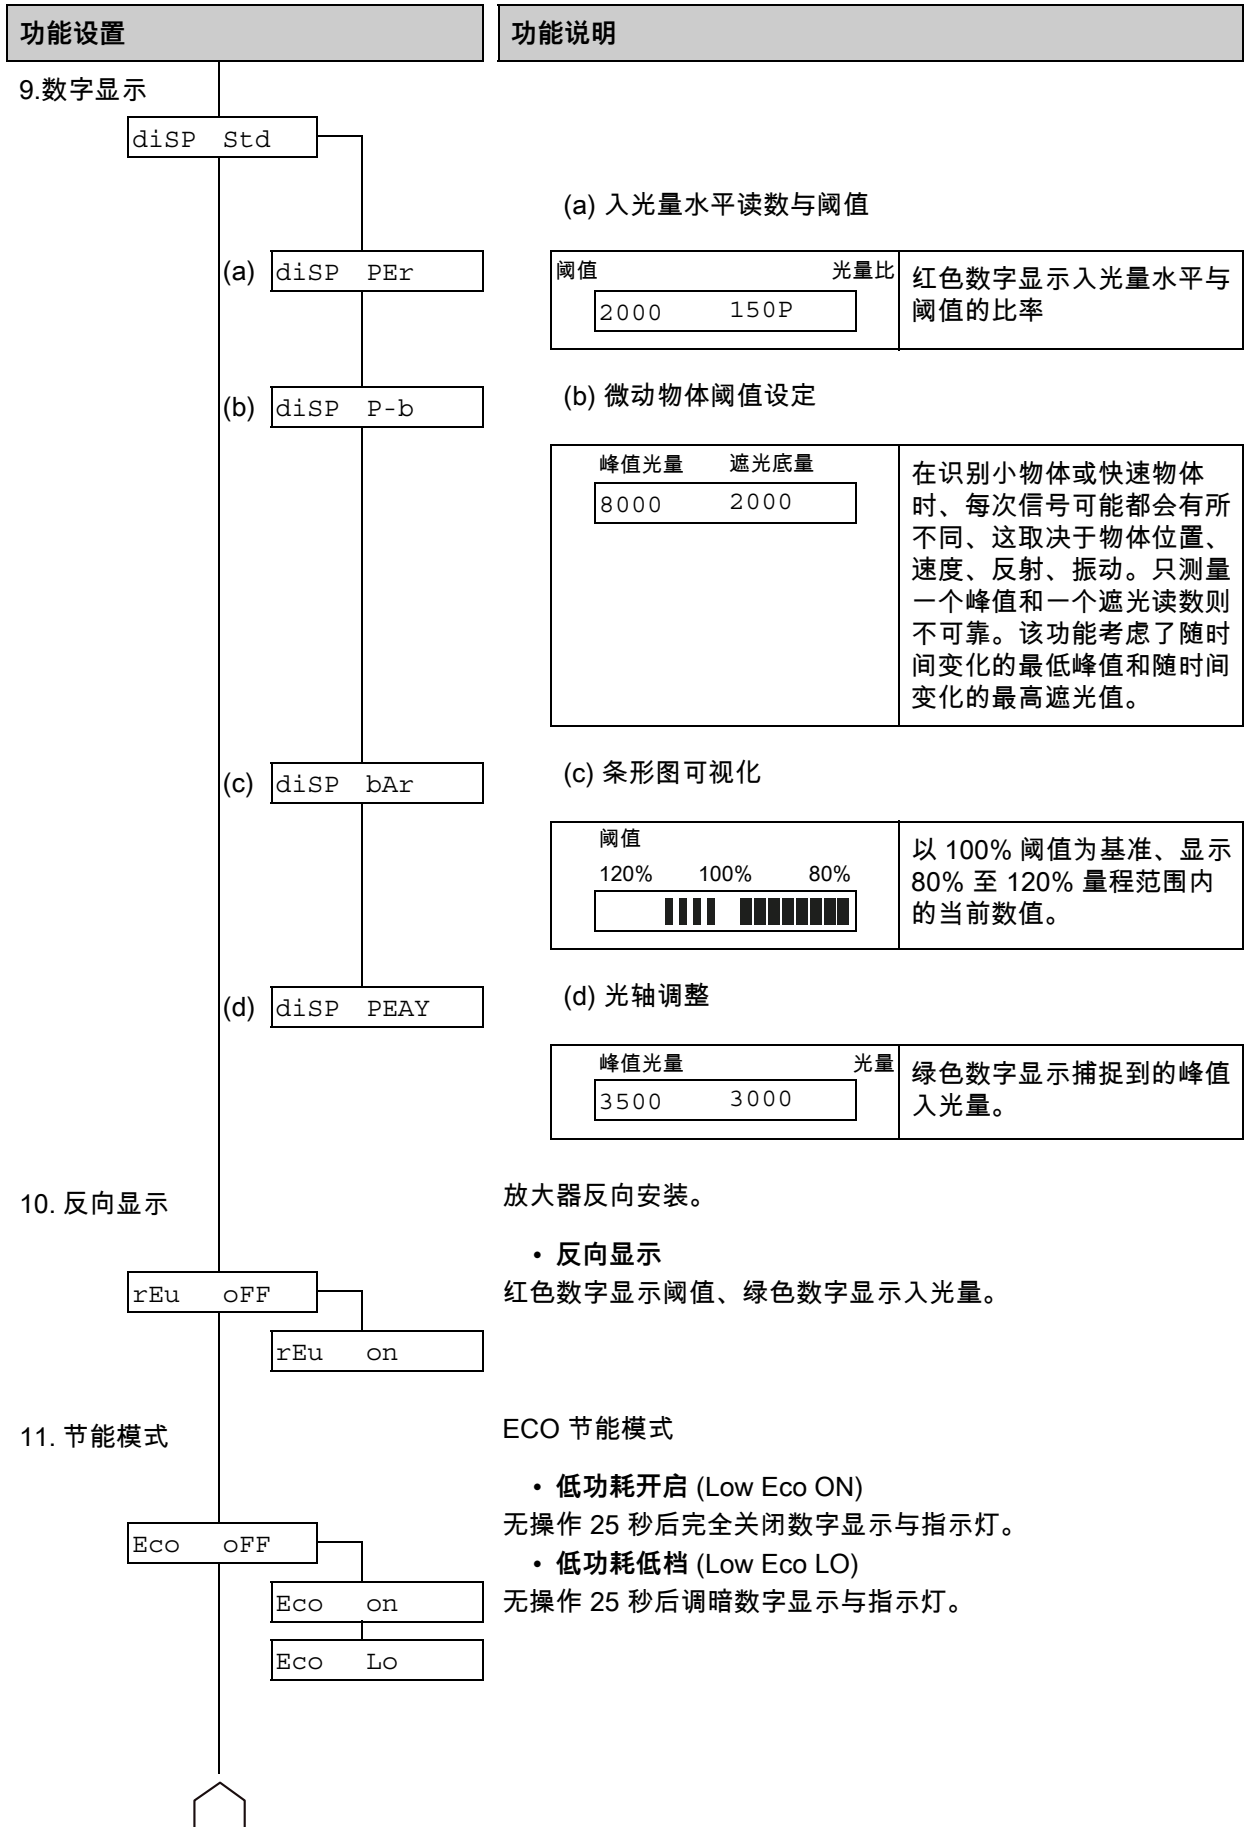 功能设置
功能说明
9.数字显示
diSP Std
(a) 入光量水平读数与阈值
(a) diSP PEr
阈值 光量比
2000 150P
红色数字显示入光量水平与
阈值的比率
(b) diSP P-b
(b) 微动物体阈值设定
峰值光量 遮光底量
8000 2000
在识别小物体或快速物体
时、每次信号可能都会有所
不同、这取决于物体位置、
速度、反射、振动。只测量
一个峰值和一个遮光读数则
不可靠。该功能考虑了随时
间变化的最低峰值和随时间
变化的最高遮光值。
(c) diSP bAr
(c) 条形图可视化
阈值
120% 100% 80%
以 100% 阈值为基准、显示
80% 至 120% 量程范围内
的当前数值。
(d) diSP PEAY
(d) 光轴调整
峰值光量 光量
3500 3000
绿色数字显示捕捉到的峰值
入光量。
10. 反向显示
放大器反向安装。
• 反向显示
红色数字显示阈值、绿色数字显示入光量。
rEu oFF
rEu on
11. 节能模式
ECO 节能模式
• 低功耗开启 (Low Eco ON)
无操作 25 秒后完全关闭数字显示与指示灯。
• 低功耗低档 (Low Eco LO)
无操作 25 秒后调暗数字显示与指示灯。
Eco oFF
Eco on
Eco Lo